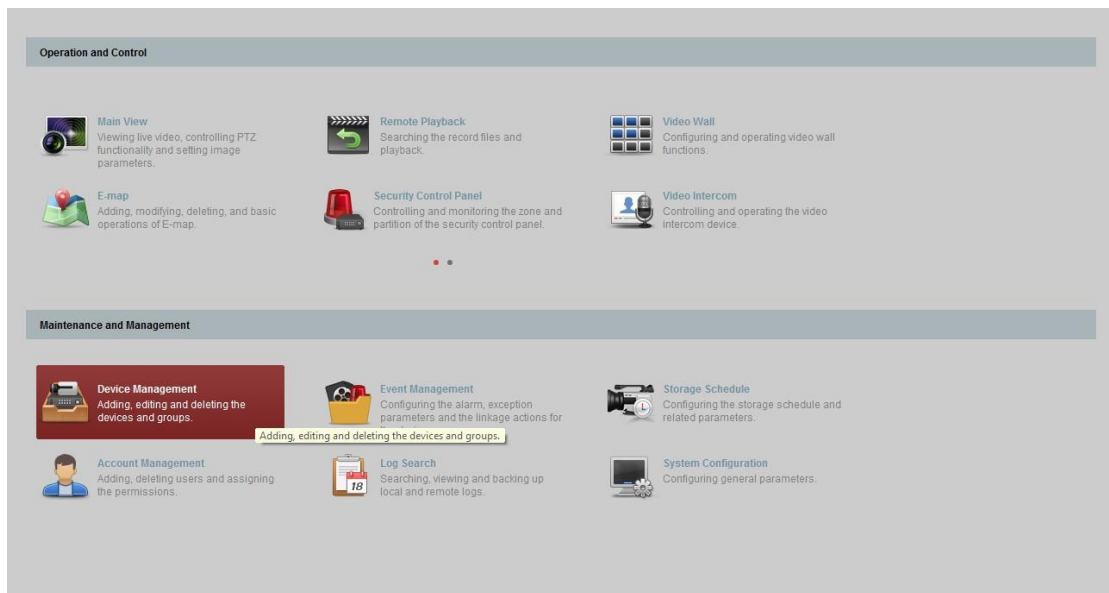 Operation and Control
Main View
Viewing live video, controlling PTZ
functionality and setting image
parameters.
Remote Playback
Searching the record files and
playback.
Video Wall
Configuring and operating video wall
functions.
E-map
Adding, modifying, deleting, and basic
operations of E-map.
Security Control Panel
Controlling and monitoring the zone and
partition of the security control panel.
Video Intercom
Controlling and operating the video
intercom device.
Maintenance and Management
Device Management
Adding, editing and deleting the
devices and groups.
Event Management
Configuring the alarm, exception
parameters and the linkage actions for
Adding, editing and deleting the devices and groups.
Storage Schedule
Configuring the storage schedule and
related parameters.
Account Management
Adding, deleting users and assigning
the permissions.
Log Search
Searching, viewing and backing up
local and remote logs.
18
System Configuration
Configuring general parameters.